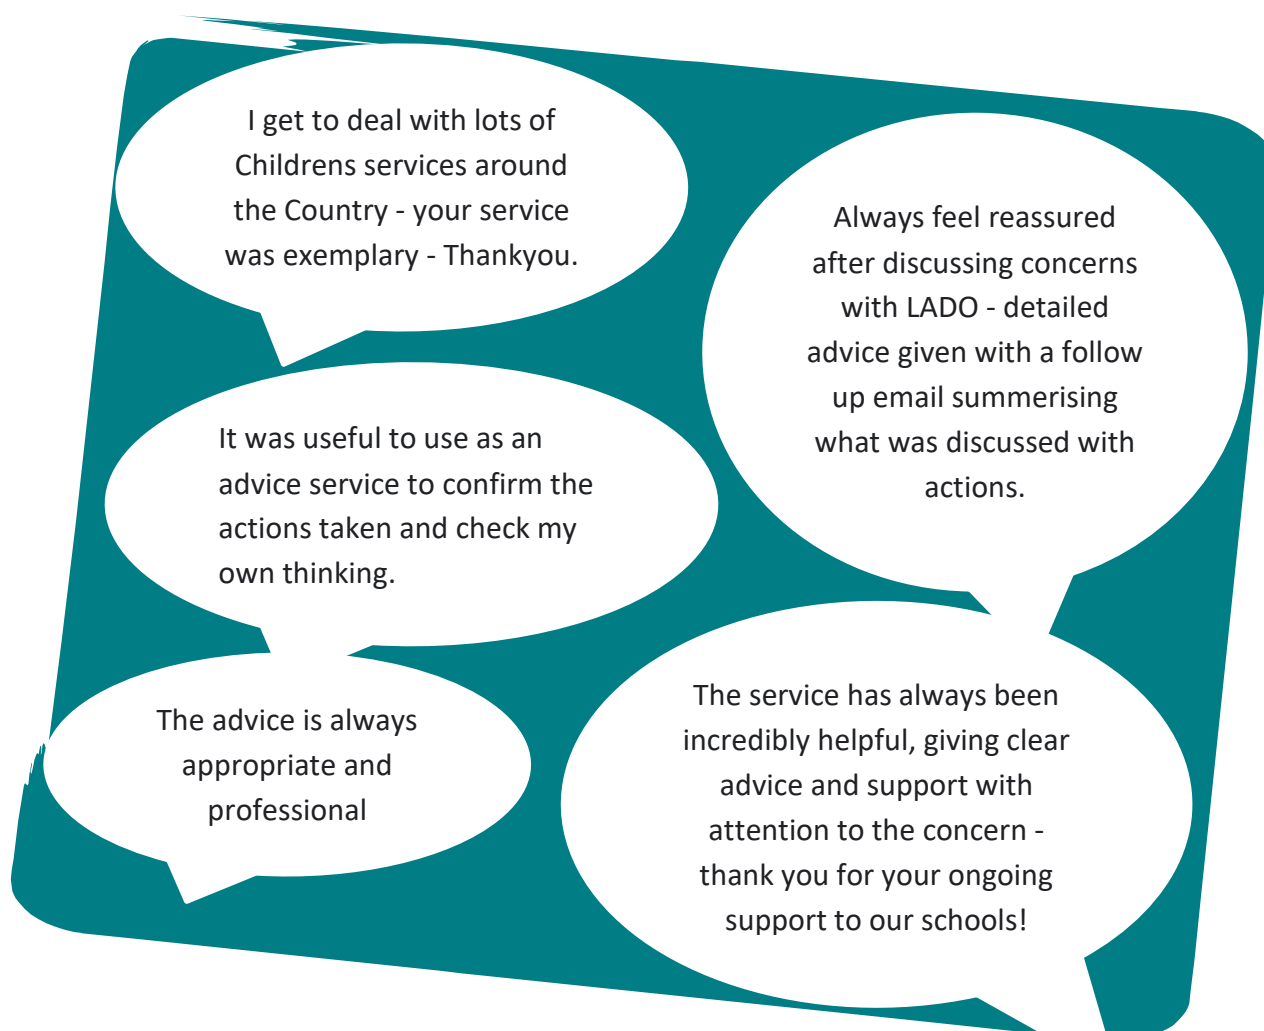 I get to deal with lots of
Childrens services around
the Country - your service
was exemplary - Thankyou.
Always feel reassured
after discussing concerns
with LADO - detailed
advice given with a follow
up email summerising
what was discussed with
actions.
It was useful to use as an
advice service to confirm the
actions taken and check my
own thinking.
The advice is always
appropriate and
professional
The service has always been
incredibly helpful, giving clear
advice and support with
attention to the concern -
thank you for your ongoing
support to our schools!